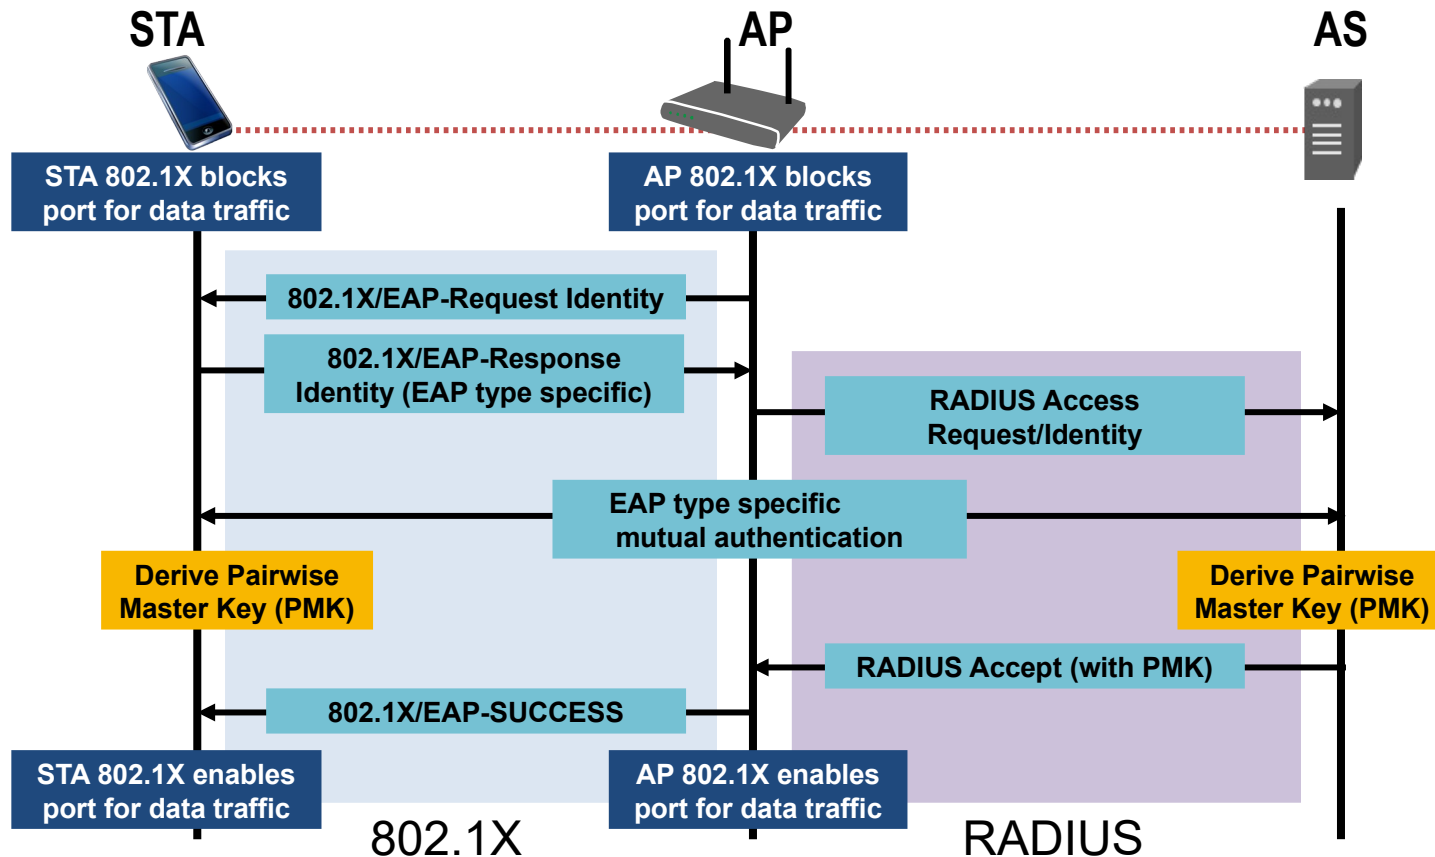 STA
AP
AS
STA 802.1X blocks
port for data traffic
AP 802.1X blocks
port for data traffic
802.1X/EAP-Request Identity
802.1X/EAP-Response
Identity (EAP type specific)
RADIUS Access
Request/Identity
EAP type specific
mutual authentication
Derive Pairwise
Master Key (PMK)
Derive Pairwise
Master Key (PMK)
RADIUS Accept (with PMK)
802.1X/EAP-SUCCESS
STA 802.1X enables
port for data traffic
AP 802.1X enables
port for data traffic
802.1X
RADIUS